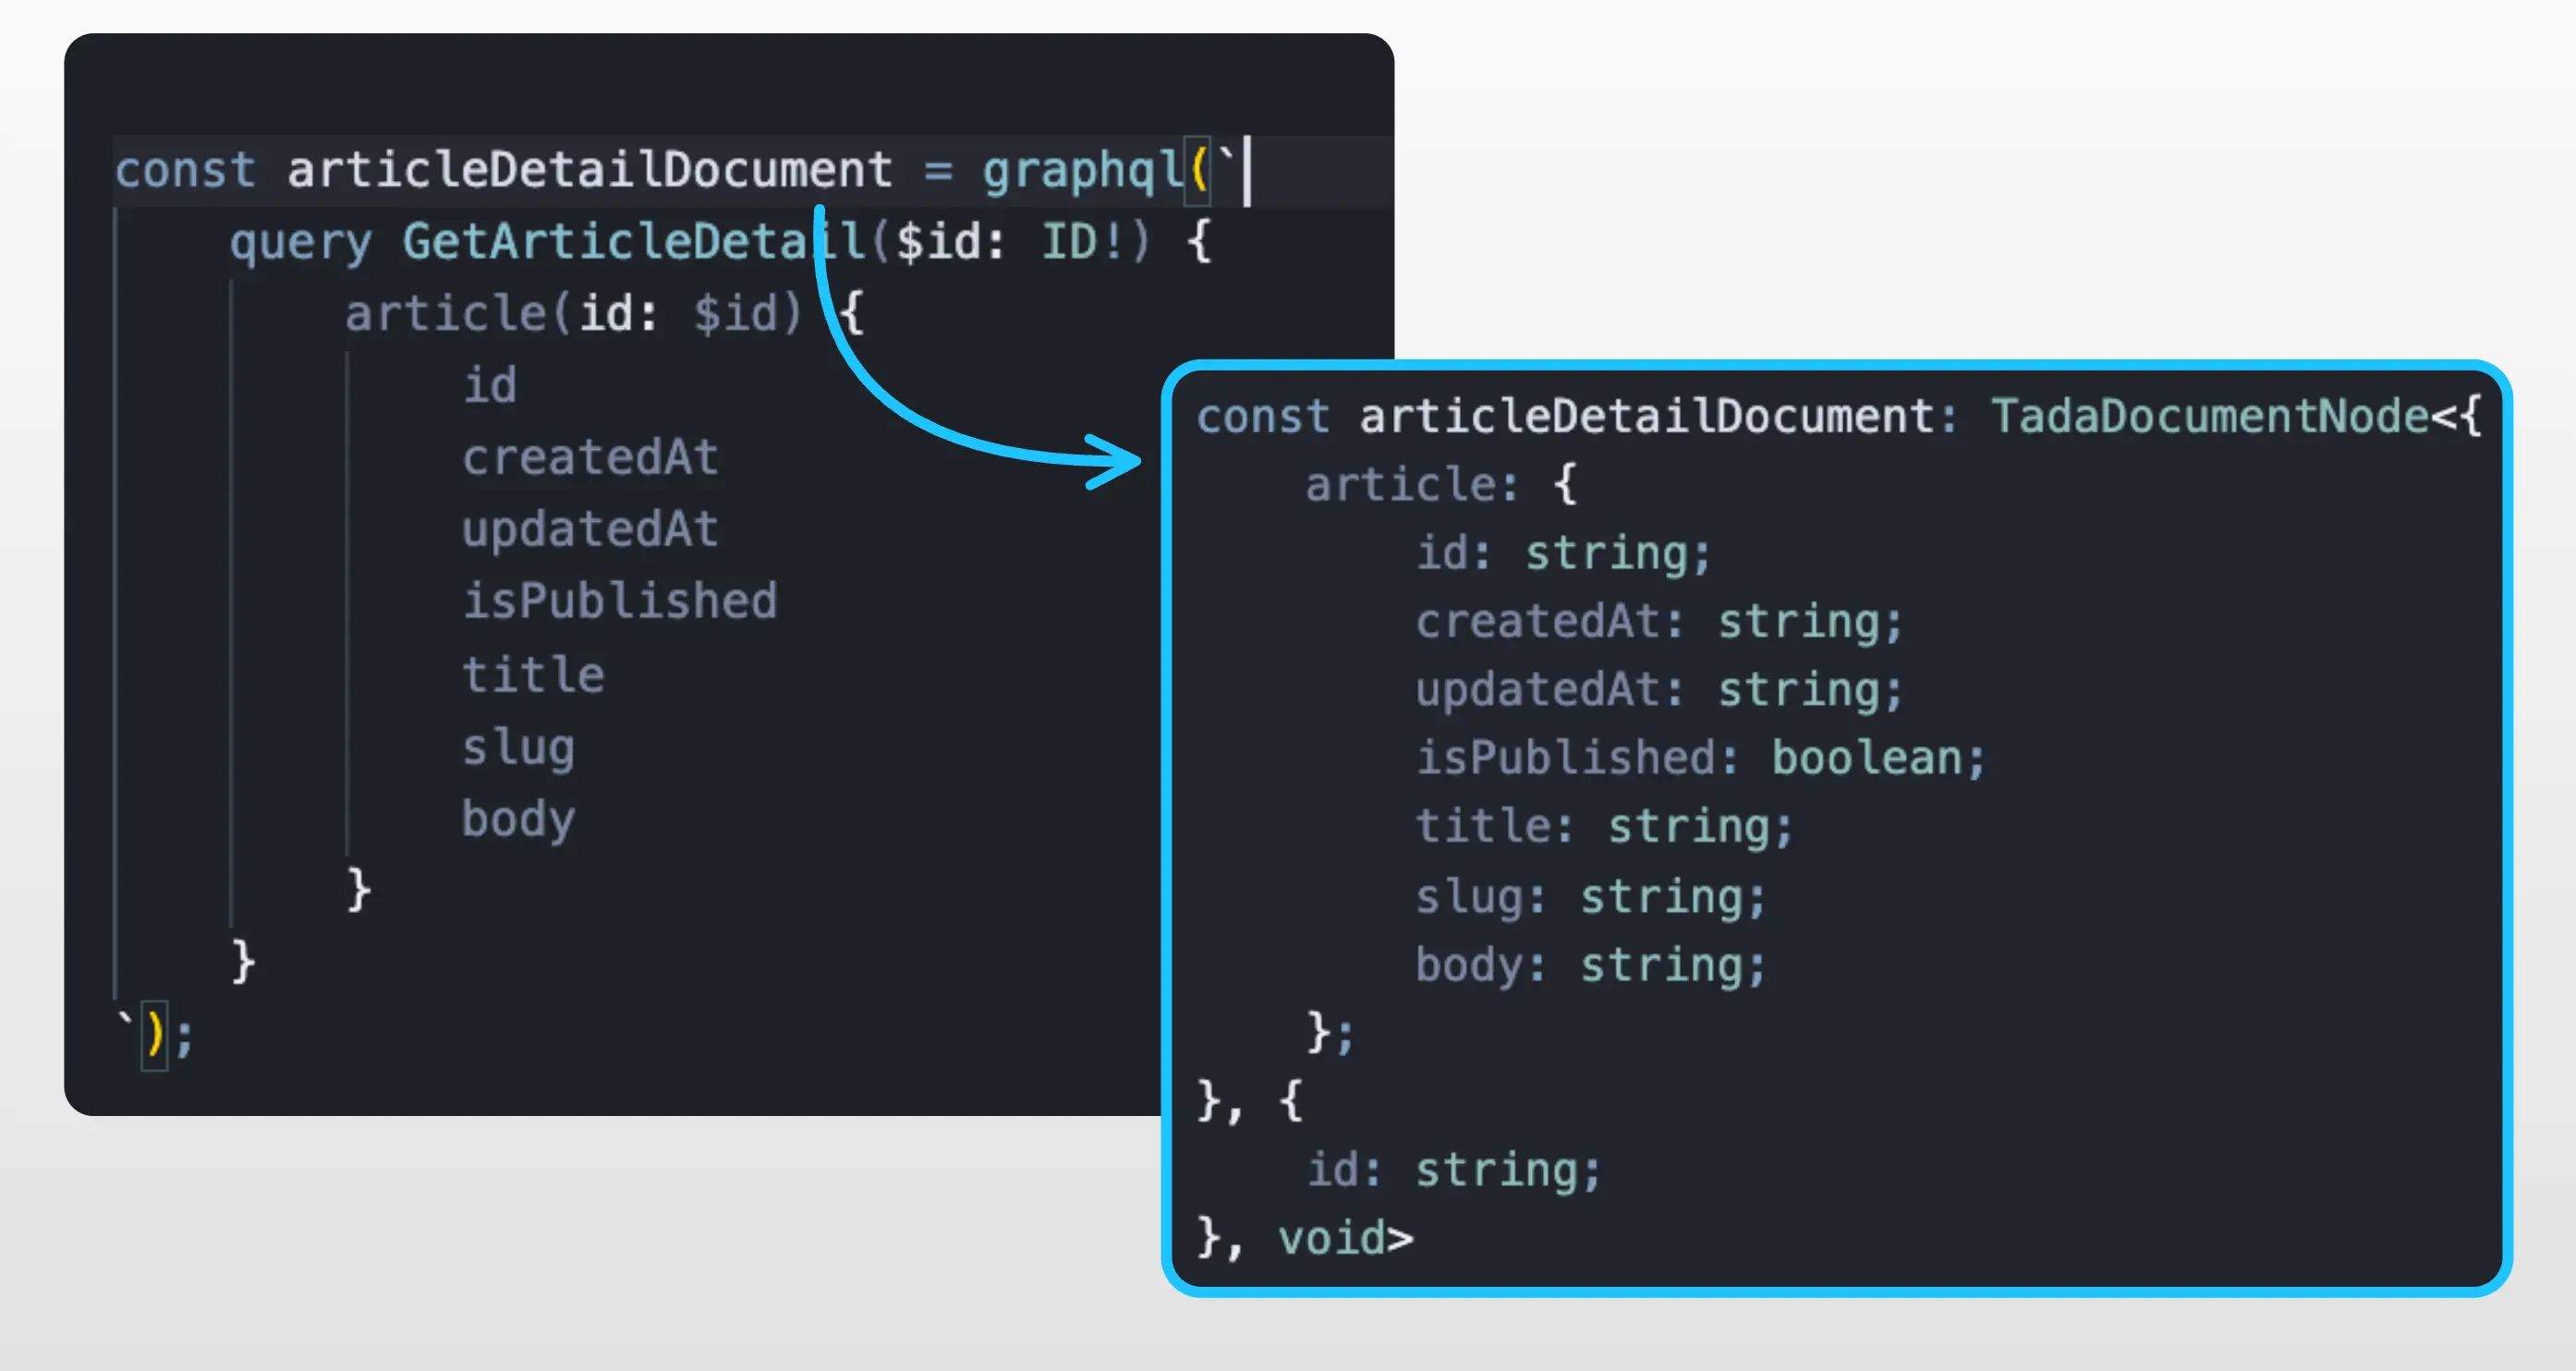 const articleDetailDocument = graphql(`
query GetArticleDetail($id: ID!) {
article(id: $id) {
id
createdAt
updatedAt
isPublished
title
slug
body
}
}
`);
const articleDetailDocument: TadaDocumentNode<{
article: {
id: string;
createdAt: string;
updatedAt: string;
isPublished: boolean;
title: string;
slug: string;
body: string;
};
}, {
id: string;
}, void>